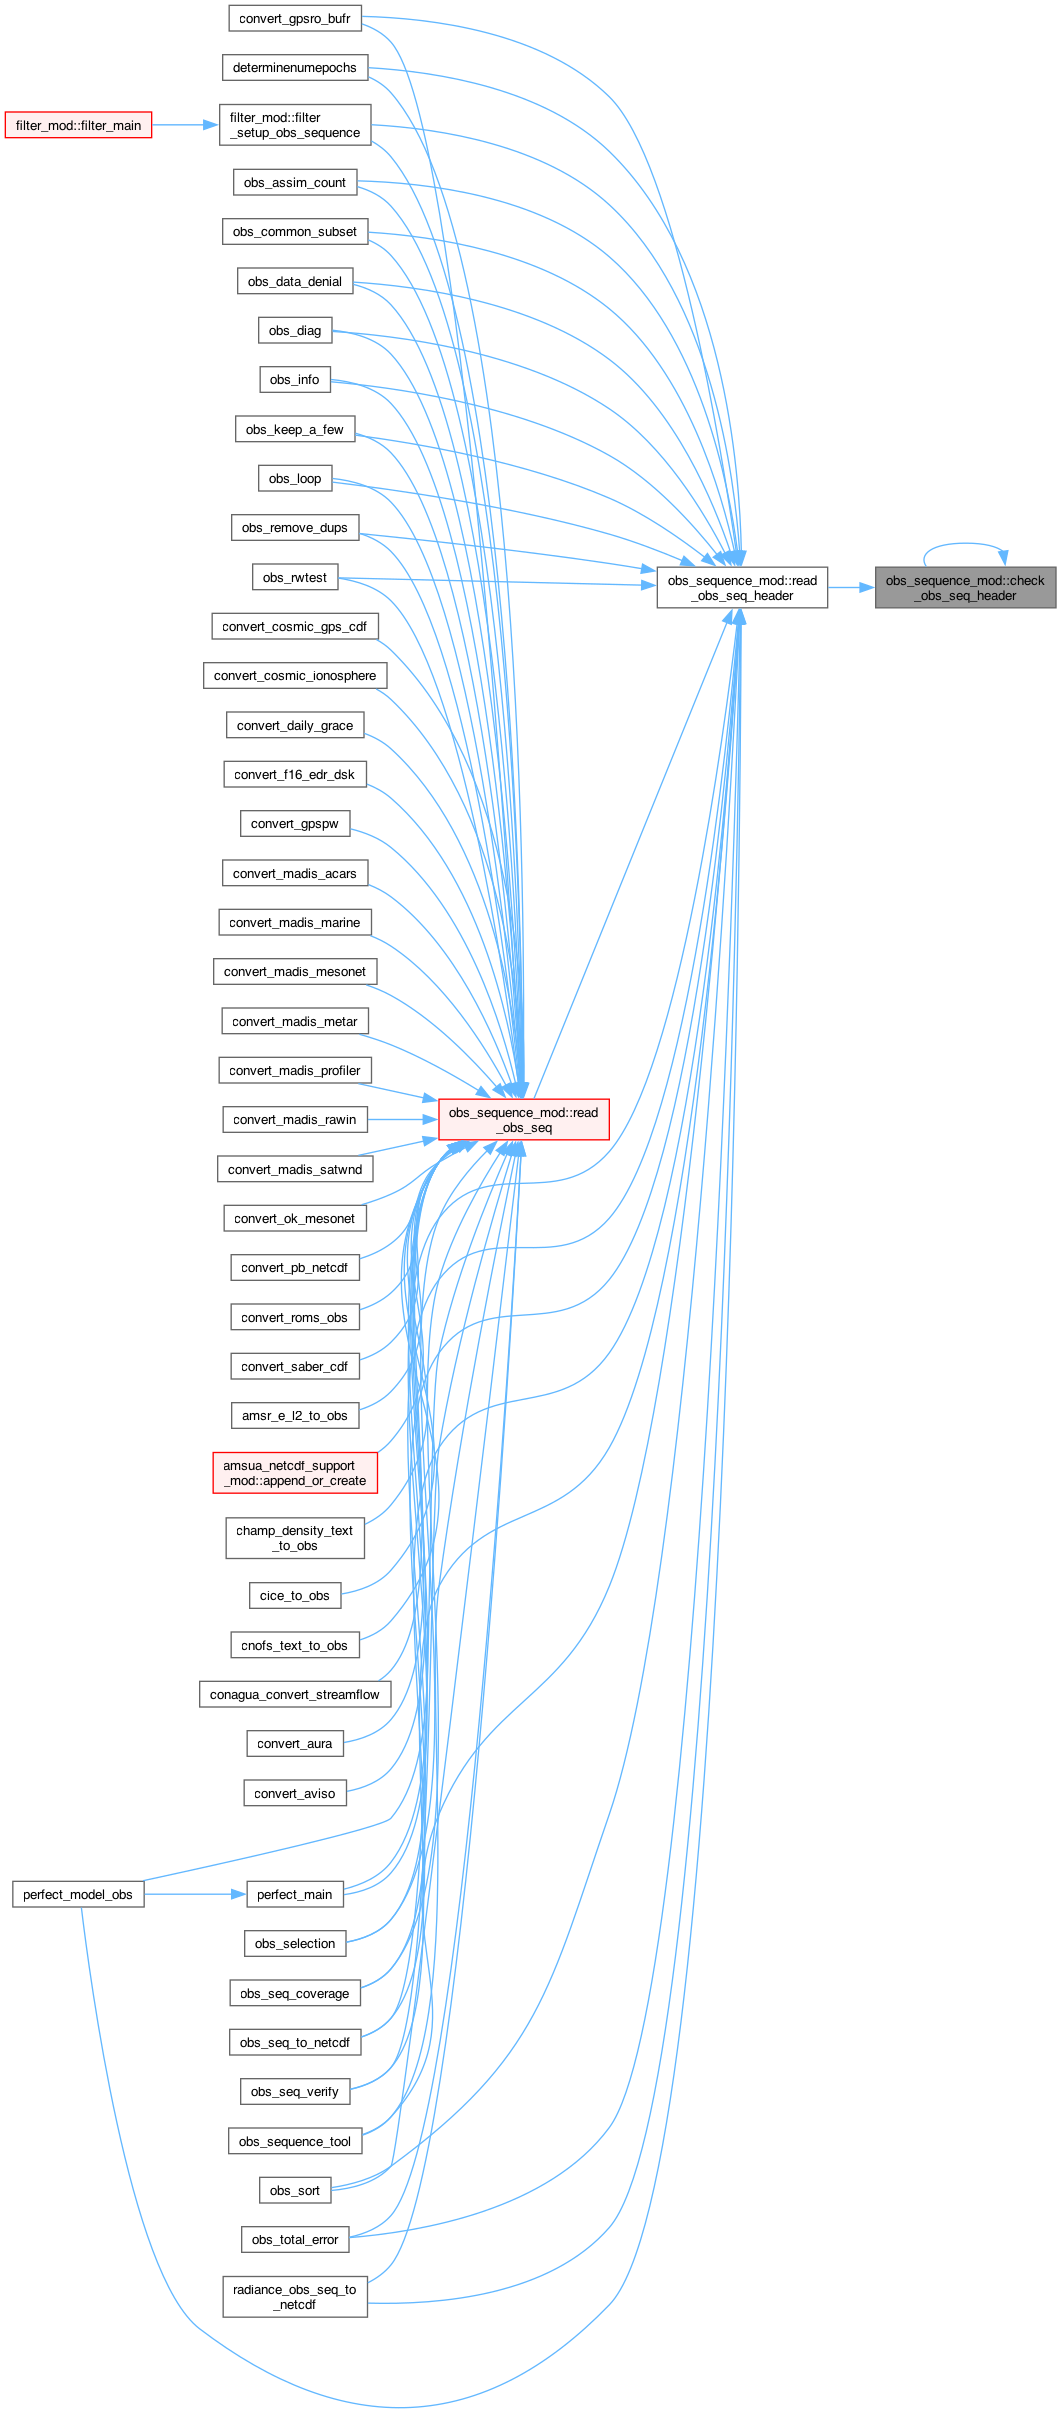 convert_gpsro_bufr
determinenumepochs
filter_mod::filter_main
filter_mod::filter
_setup_obs_sequence
obs_assim_count
obs_common_subset
obs_data_denial
obs_diag
obs_info
obs_keep_a_few
obs_loop
obs_remove_dups
obs_rwtest
obs_sequence_mod::read
_obs_seq_header
obs_sequence_mod::check
_obs_seq_header
convert_cosmic_gps_cdf
convert_cosmic_ionosphere
convert_daily_grace
convert_f16_edr_dsk
convert_gpspw
convert_madis_acars
convert_madis_marine
convert_madis_mesonet
convert_madis_metar
convert_madis_profiler
convert_madis_rawin
obs_sequence_mod::read
_obs_seq
convert_madis_satwnd
convert_ok_mesonet
convert_pb_netcdf
convert_roms_obs
convert_saber_cdf
amsr_e_l2_to_obs
amsua_netcdf_support
_mod::append_or_create
champ_density_text
_to_obs
cice_to_obs
cnofs_text_to_obs
conagua_convert_streamflow
convert_aura
convert_aviso
perfect_model_obs
perfect_main
obs_selection
obs_seq_coverage
obs_seq_to_netcdf
obs_seq_verify
obs_sequence_tool
obs_sort
obs_total_error
radiance_obs_seq_to
_netcdf